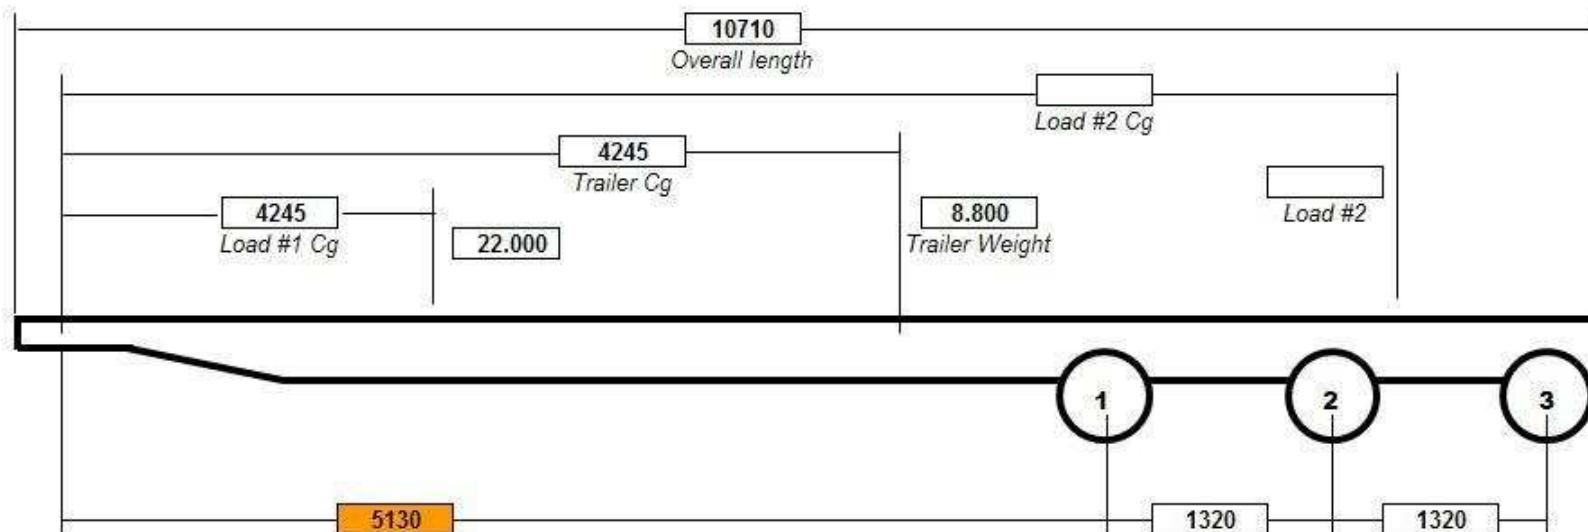 10710
Overall length
Load #2 Cg
4245
Trailer Cg
Load #2
4245
Load #1 Cg
22.000
8.800
Trailer Weight
1
2
3
5130
1320
1320